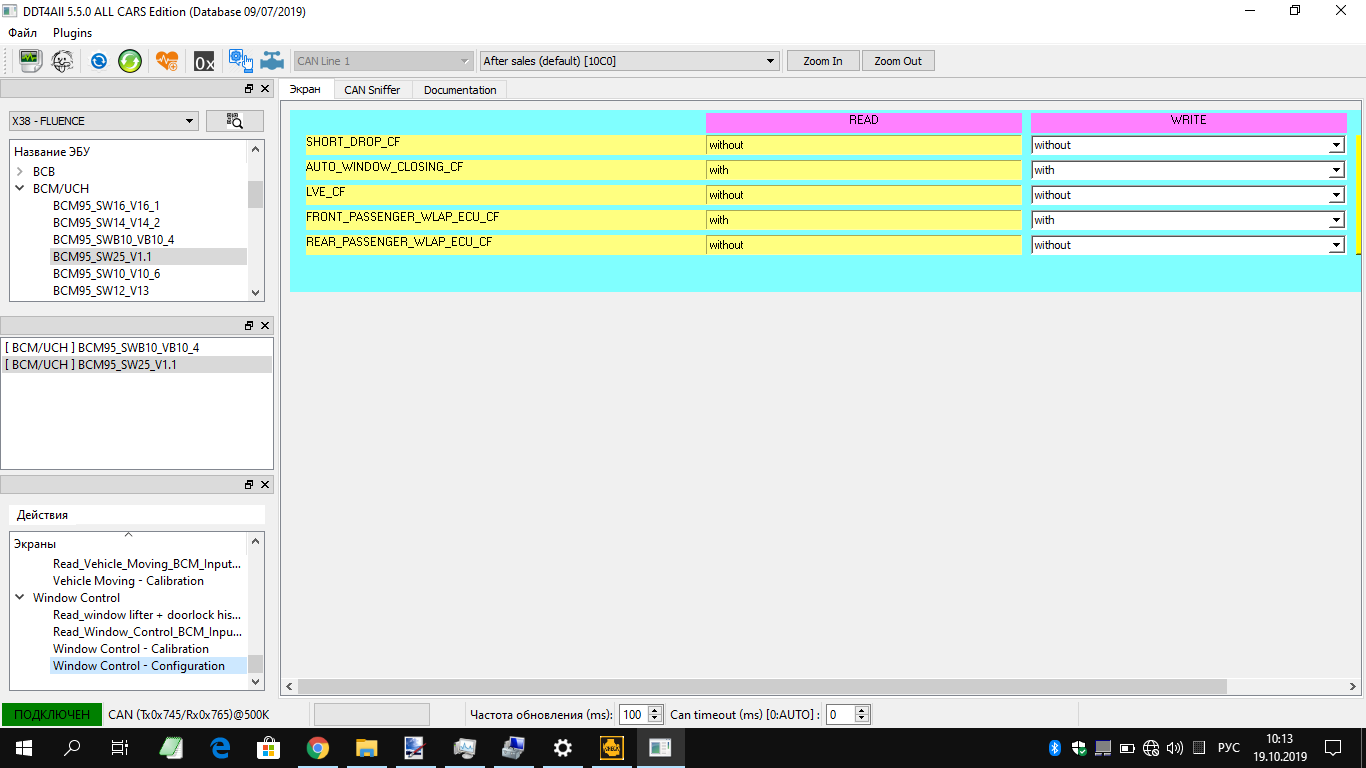 DDT4All 5.5.0 ALL CARS Edition (Database 09/07/2019)
Файл Plugins
0x
CAN Line 1
After sales (default) [10C0]
Zoom In
Zoom Out
X38 - FLUENCE
Название ЭБУ
BCB
BCM/UCH
BCM95_SW16_V16_1
BCM95_SW14_V14_2
BCM95_SWB10_VB10_4
BCM95_SW25_V1.1
BCM95_SW10_V10_6
BCM95_SW12_V13
[ BCM/UCH ] BCM95_SWB10_VB10_4
[ BCM/UCH ] BCM95_SW25_V1.1
Действия
Экраны
Read_Vehicle_Moving_BCM_Input...
Vehicle Moving - Calibration
Window Control
Read_window lifter + doorlock his...
Read_Window_Control_BCM_Inpu...
Window Control - Calibration
Window Control - Configuration
Экран CAN Sniffer Documentation
READ WRITE
SHORT_DROP_CF without without
AUTO_WINDOW_CLOSING_CF with with
LVE_CF without without
FRONT_PASSENGER_WLAP_ECU_CF with with
REAR_PASSENGER_WLAP_ECU_CF without without
ПОДКЛЮЧЕН CAN (Tx0x745/Rx0x765)@500K Частота обновления (ms): 100 Can timeout (ms) [0:AUTO] : 0
CHECK
РУС
10:13
19.10.2019